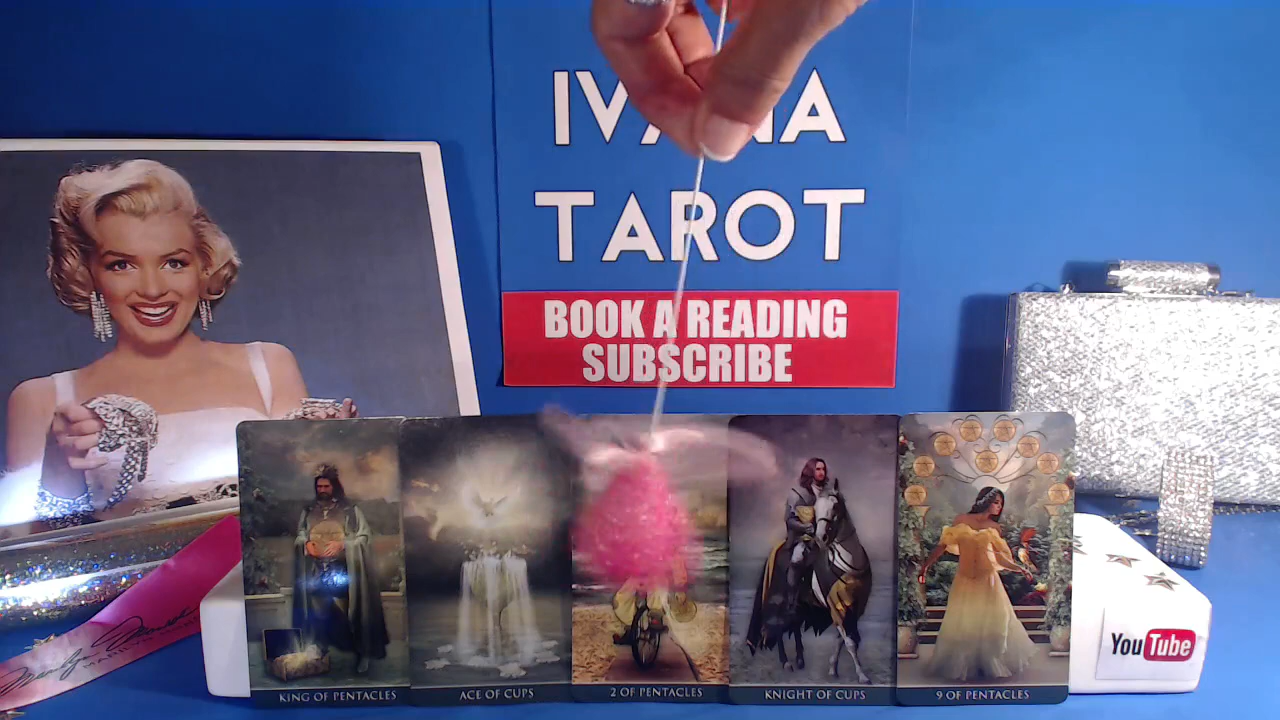 TAROT
BOOK A READING
SUBSCRIBE
KING OF PENTACLES
ACE OF CUPS
2 OF PENTACLES
KNIGHT OF CUPS
9 OF PENTACLES
YouTube